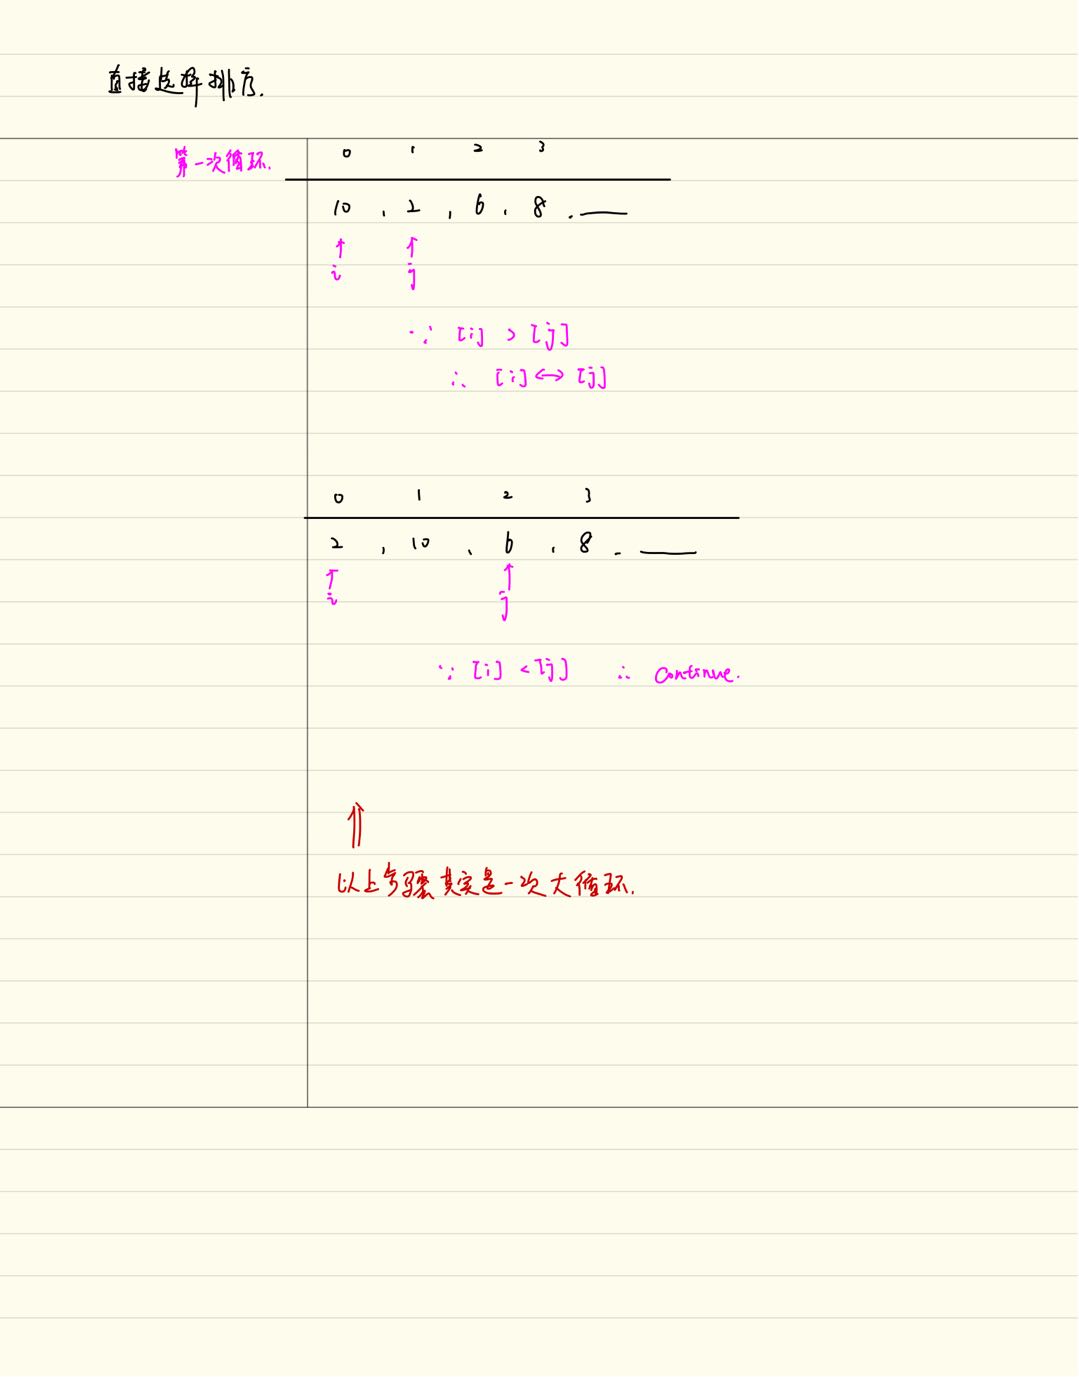 直接选择排序.
第一次循环.
0 1 2 3
10 , 2 , 6 , 8 . ——
↑ ↑
i j
∵ [i] > [j]
∴ [i] ↔ [j]
0 1 2 3
2 , 10 、 6 , 8 . ——
↑ ↑
i j
∵ [i] < [j] ∴ continue.
⇑
以上步骤其实是一次大循环.